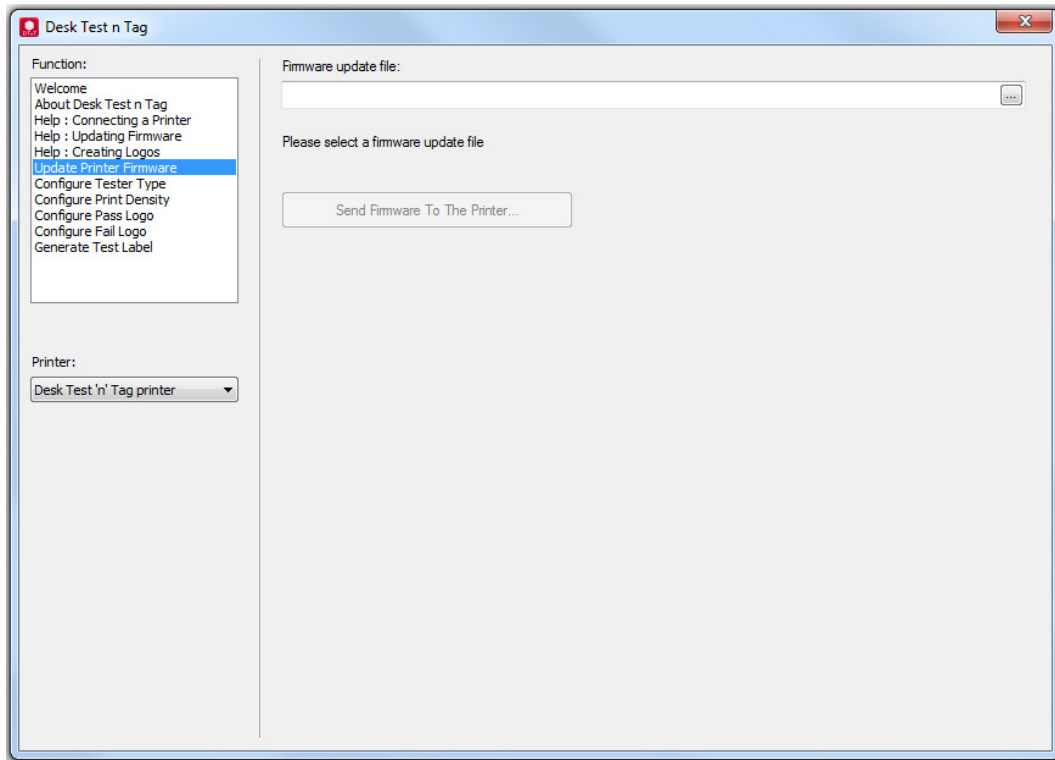 Desk Test n Tag
Function:
Welcome
About Desk Test n Tag
Help : Connecting a Printer
Help : Updating Firmware
Help : Creating Logos
Update Printer Firmware
Configure Tester Type
Configure Print Density
Configure Pass Logo
Configure Fail Logo
Generate Test Label
Printer:
Desk Test 'n' Tag printer
Firmware update file:
...
Please select a firmware update file
Send Firmware To The Printer...